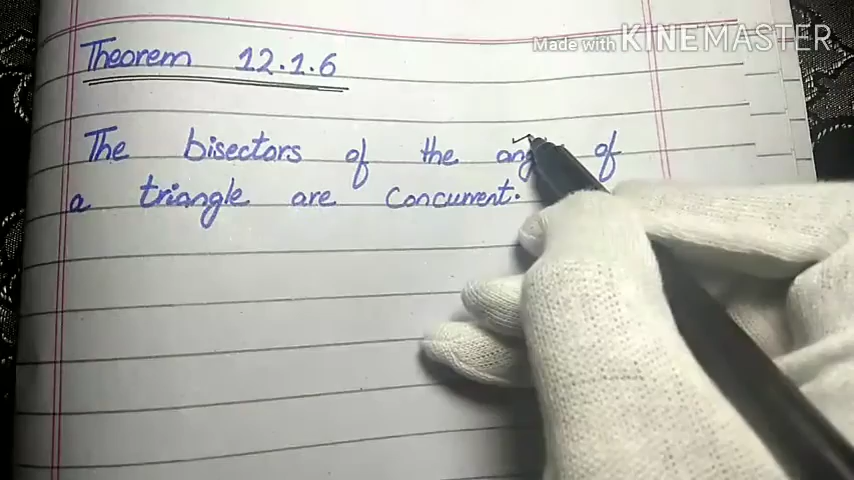 Made with KINEMASTER
Theorem 12.1.6
The bisectors of the of
a triangle are concurrent.